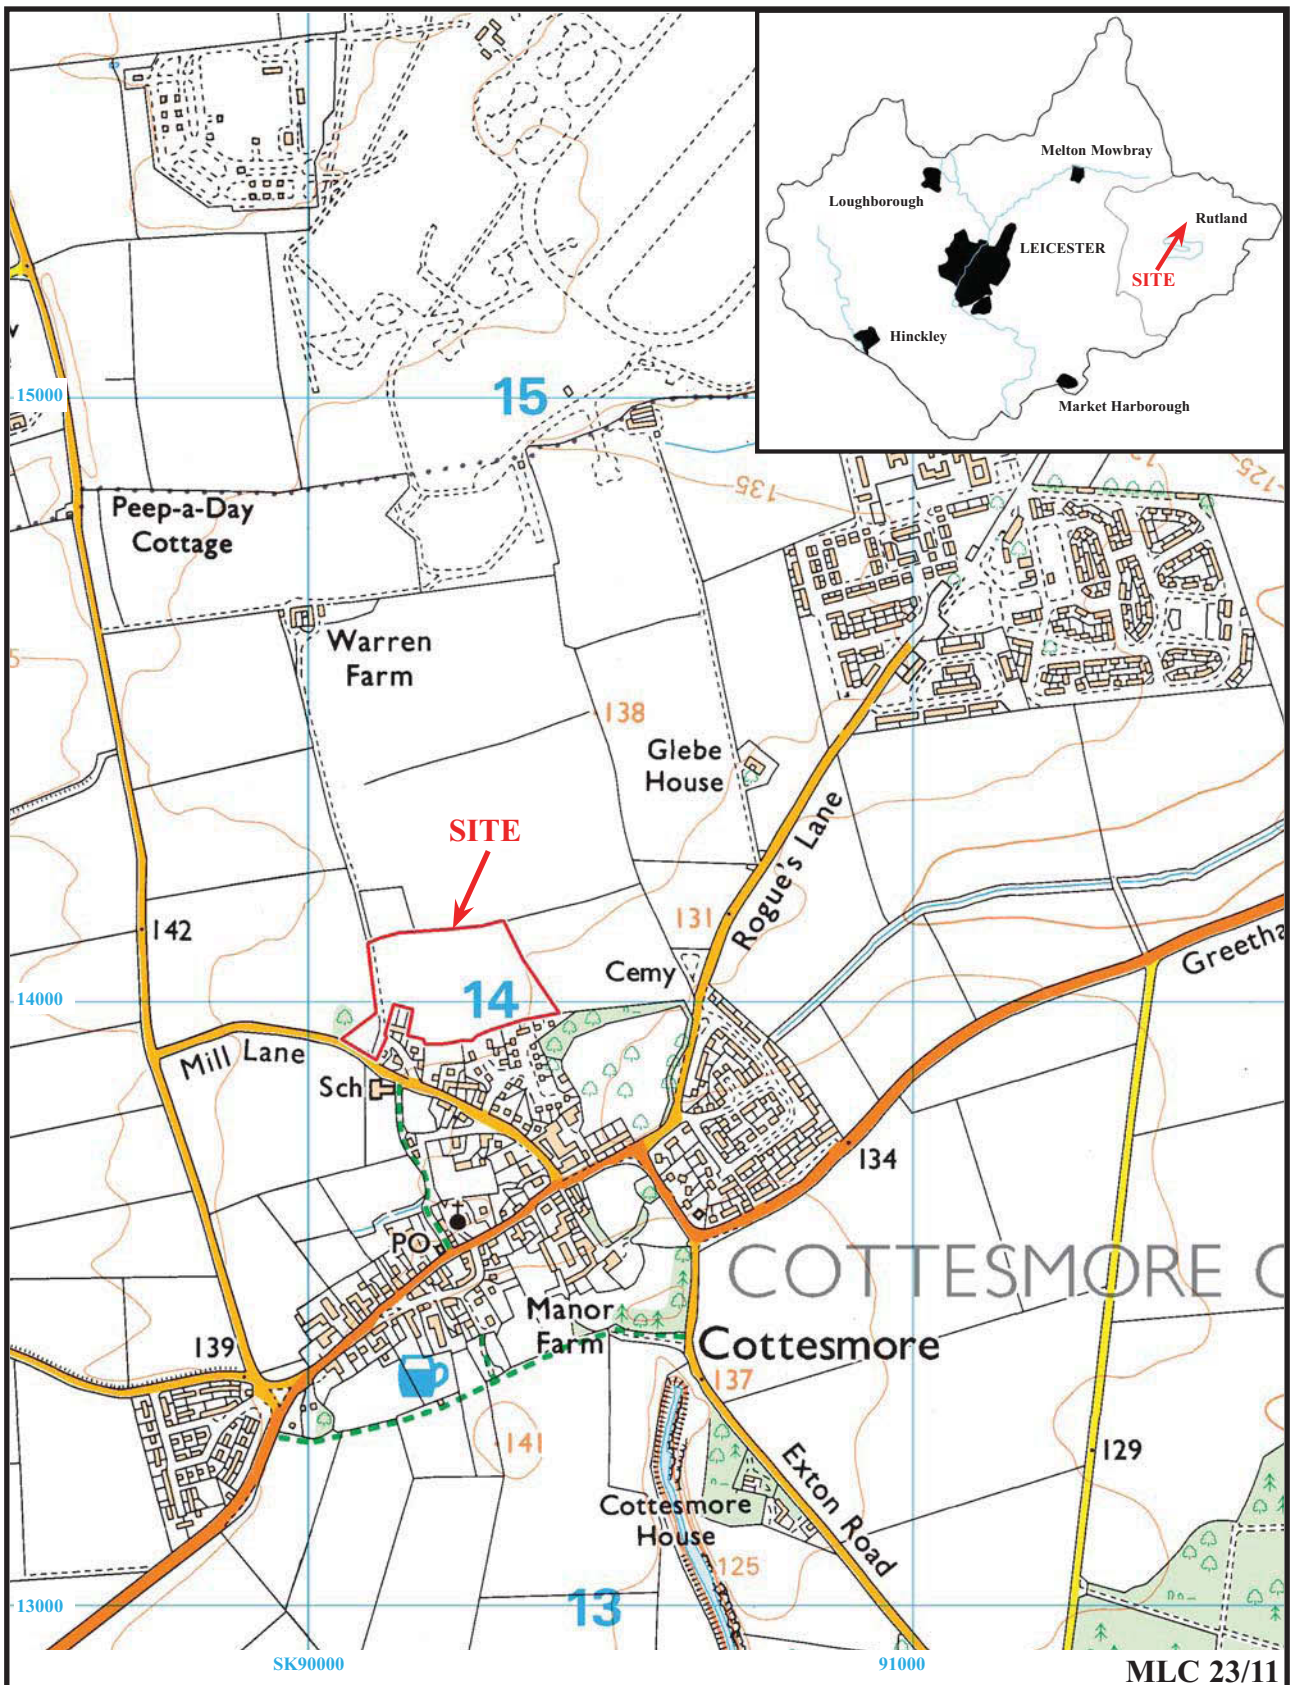 Melton Mowbray
Loughborough
Rutland
LEICESTER
SITE
Hinckley
Market Harborough
15000
15
Peep-a-Day
Cottage
135
125
Warren
Farm
138
Glebe
House
SITE
Rogue's Lane
131
142
Cemy
Greetha
14000
14
Mill Lane
Sch
134
PO
COTTESMORE C
Manor
Farm
139
Cottesmore
137
141
129
Exton Road
Cottesmore
House
125
13000
13
SK90000
91000
MLC 23/11